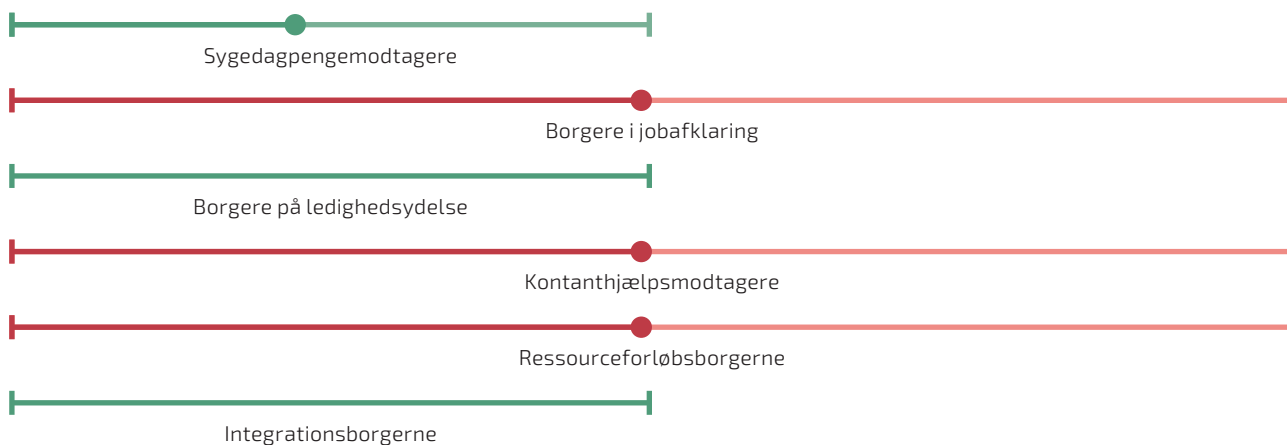 Sygedagpengemodtagere
Borgere i jobafklaring
Borgere på ledighedsydelse
Kontanthjælpsmodtagere
Ressourceforløbsborgerne
Integrationsborgerne